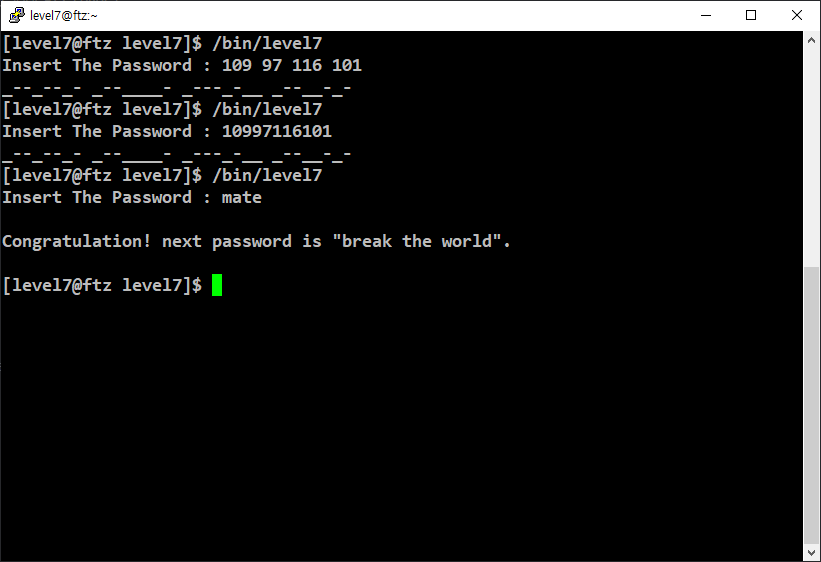 level7@ftz:~
[level7@ftz level7]$ /bin/level7
Insert The Password : 109 97 116 101
_--_--_- _--____- _---_-__ _--__-_-
[level7@ftz level7]$ /bin/level7
Insert The Password : 10997116101
_--_--_- _--____- _---_-__ _--__-_-
[level7@ftz level7]$ /bin/level7
Insert The Password : mate
Congratulation! next password is "break the world".
[level7@ftz level7]$